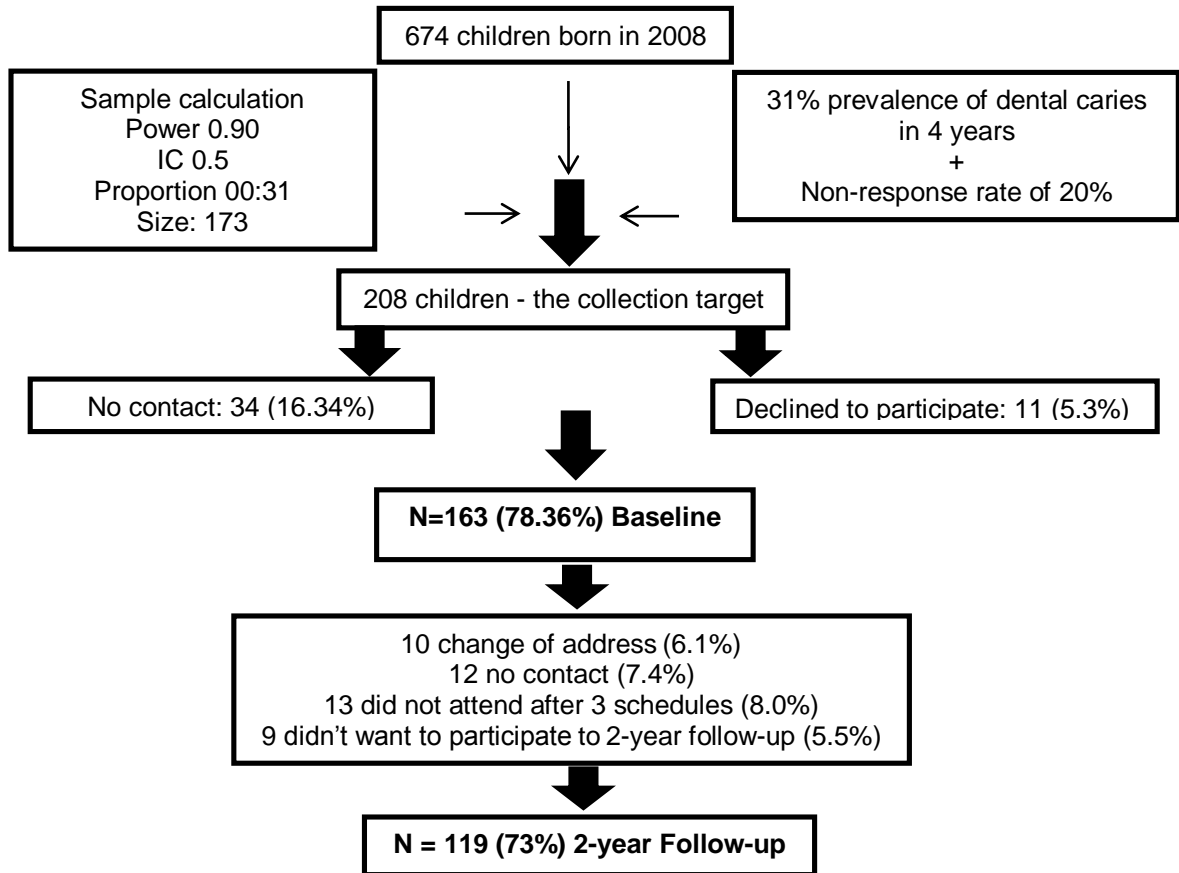 674 children born in 2008
Sample calculation
Power 0.90
IC 0.5
Proportion 00:31
Size: 173
31% prevalence of dental caries
in 4 years
+
Non-response rate of 20%
208 children - the collection target
No contact: 34 (16.34%)
Declined to participate: 11 (5.3%)
N=163 (78.36%) Baseline
10 change of address (6.1%)
12 no contact (7.4%)
13 did not attend after 3 schedules (8.0%)
9 didn’t want to participate to 2-year follow-up (5.5%)
N = 119 (73%) 2-year Follow-up